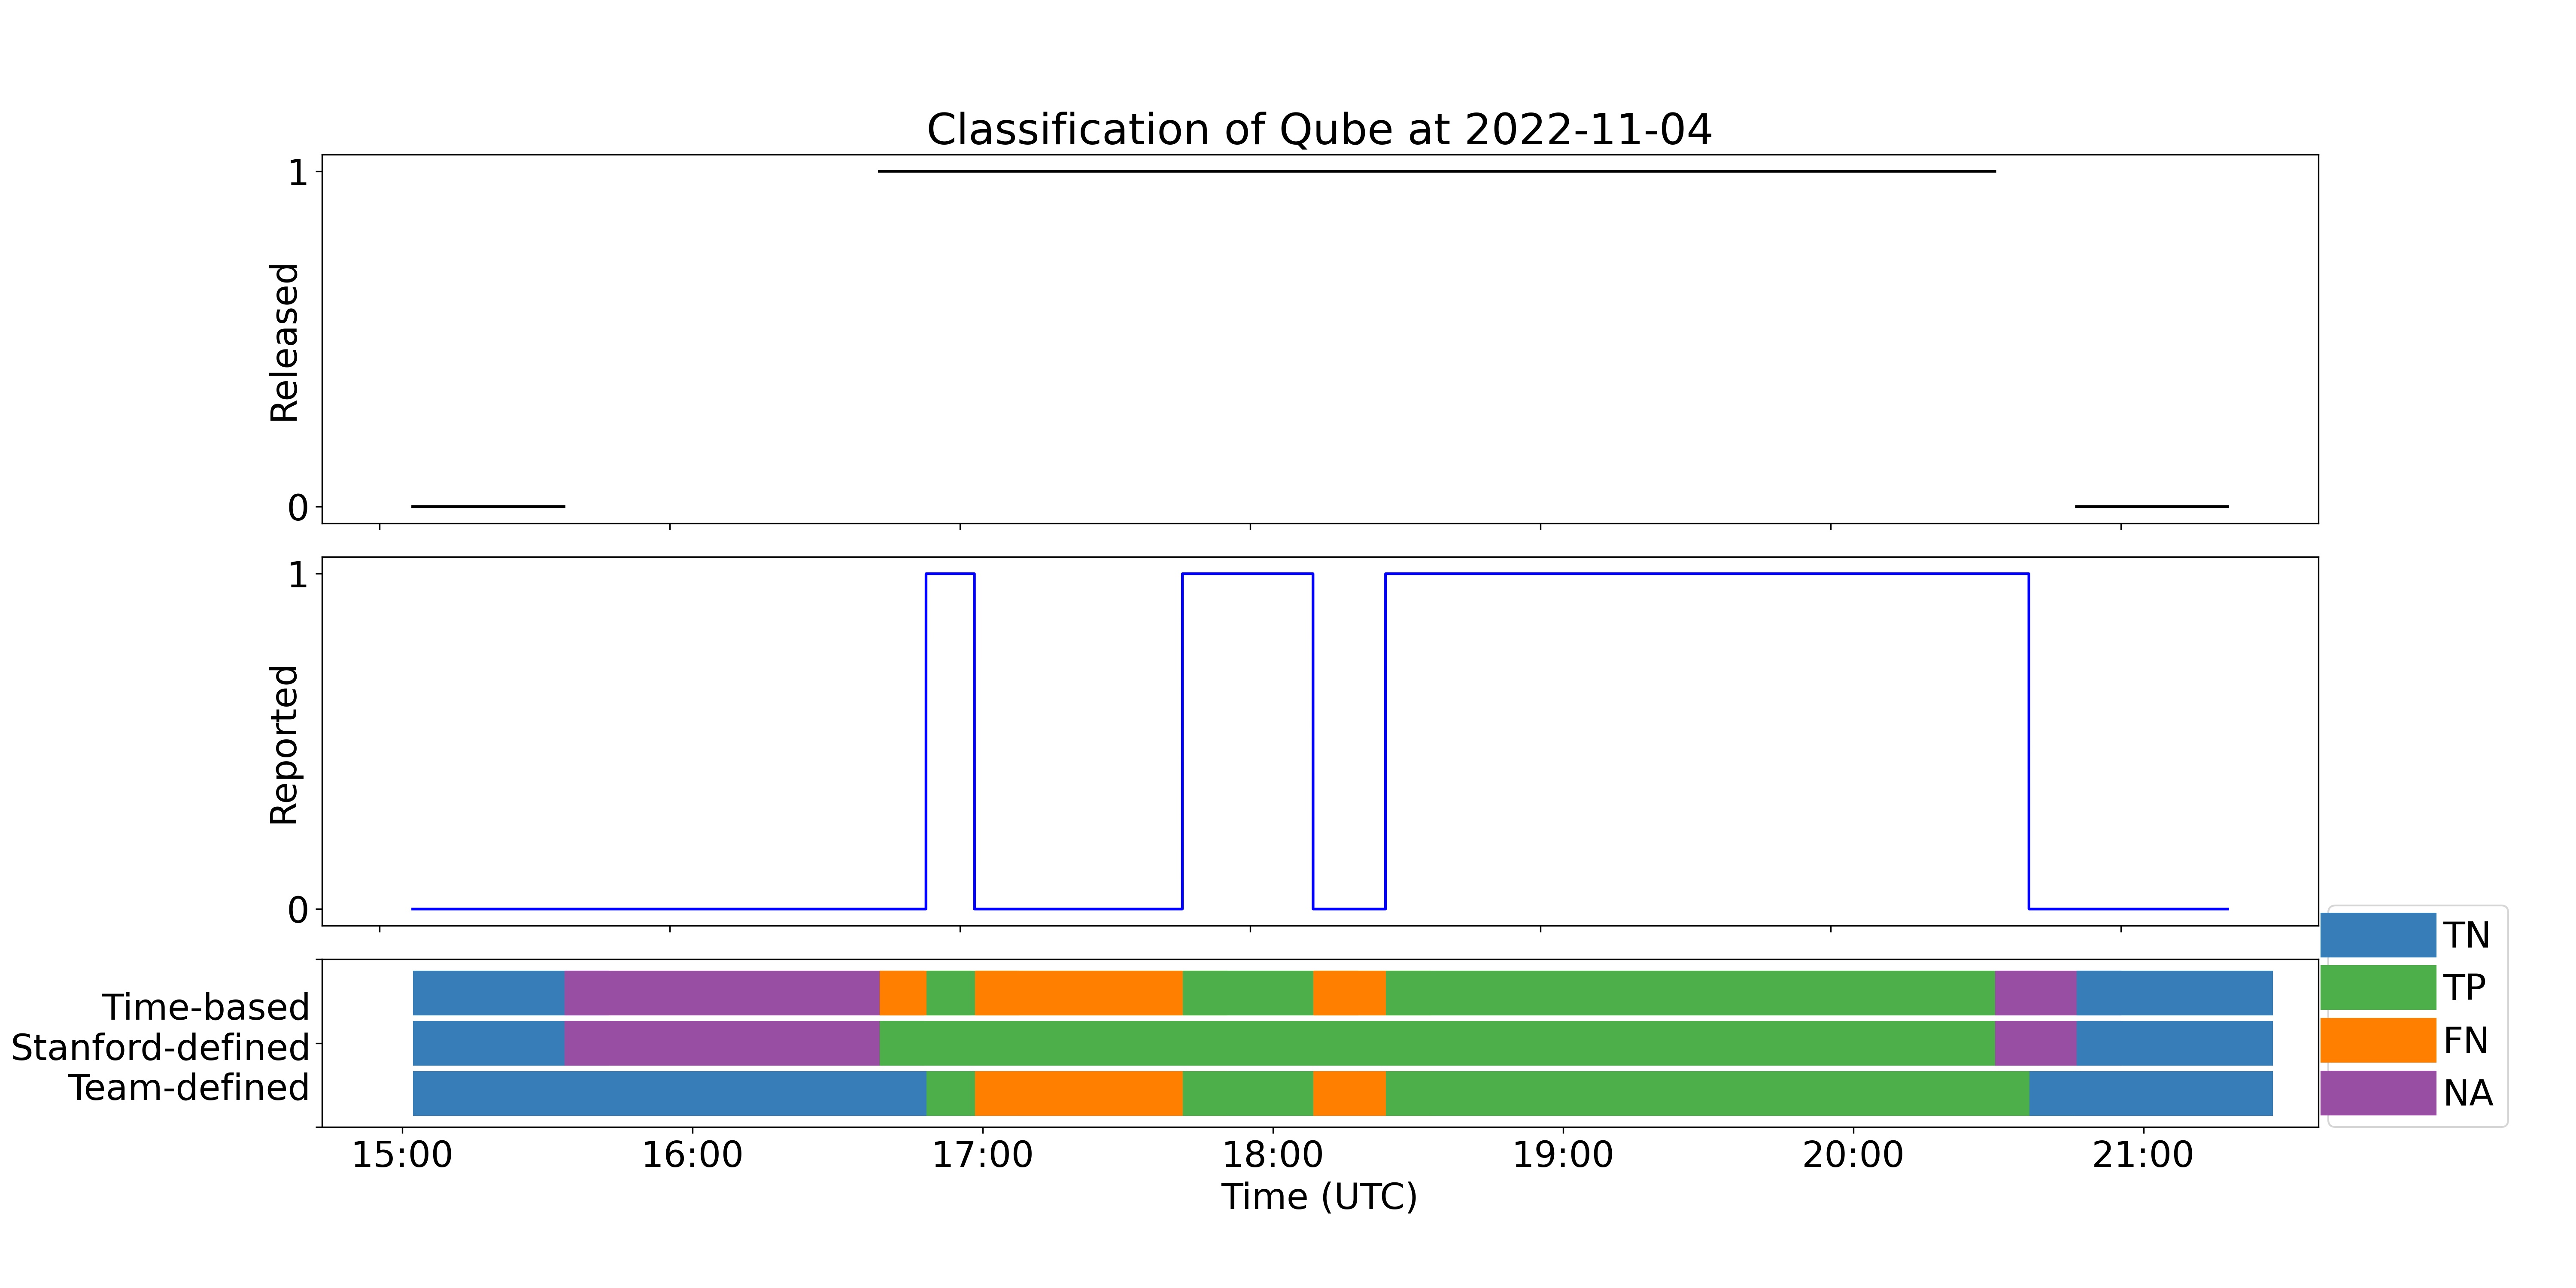 Classification of Qube at 2022-11-04
1
Released
0
1
Reported
0
TN
TP
FN
NA
Time-based
Stanford-defined
Team-defined
15:00 16:00 17:00 18:00 19:00 20:00 21:00
Time (UTC)